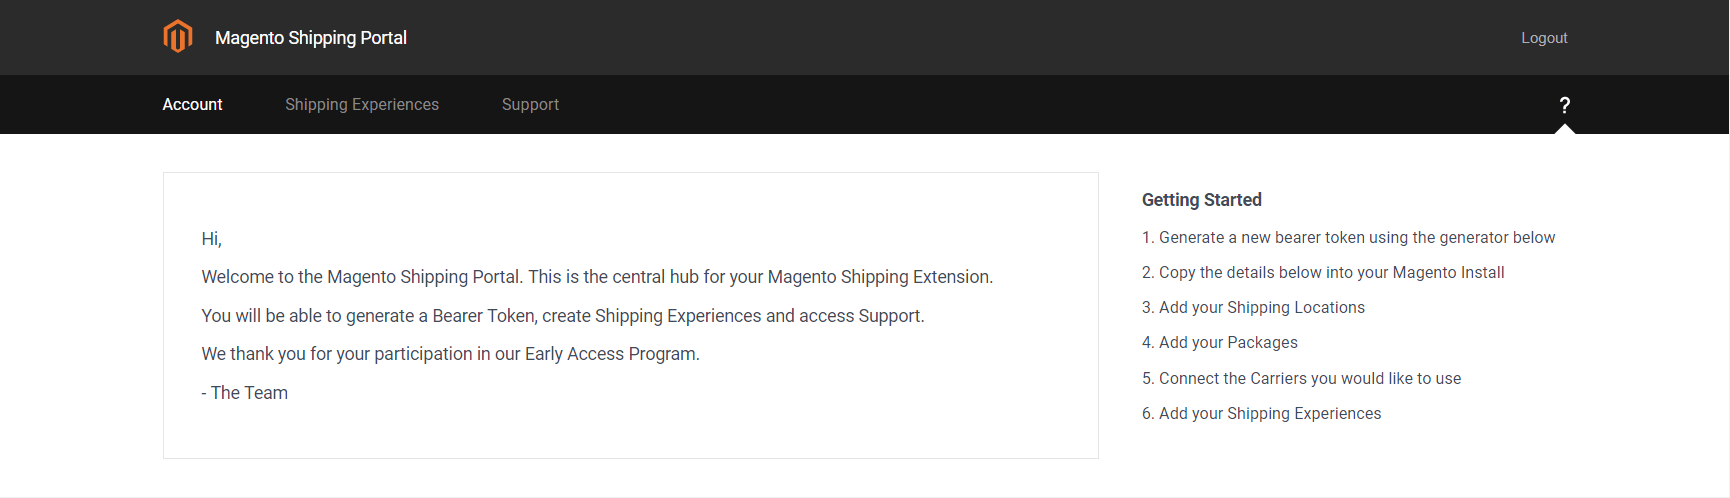 Magento Shipping Portal
Logout
Account
Shipping Experiences
Support
?
Hi,
Welcome to the Magento Shipping Portal. This is the central hub for your Magento Shipping Extension.
You will be able to generate a Bearer Token, create Shipping Experiences and access Support.
We thank you for your participation in our Early Access Program.
- The Team
Getting Started
1. Generate a new bearer token using the generator below
2. Copy the details below into your Magento Install
3. Add your Shipping Locations
4. Add your Packages
5. Connect the Carriers you would like to use
6. Add your Shipping Experiences